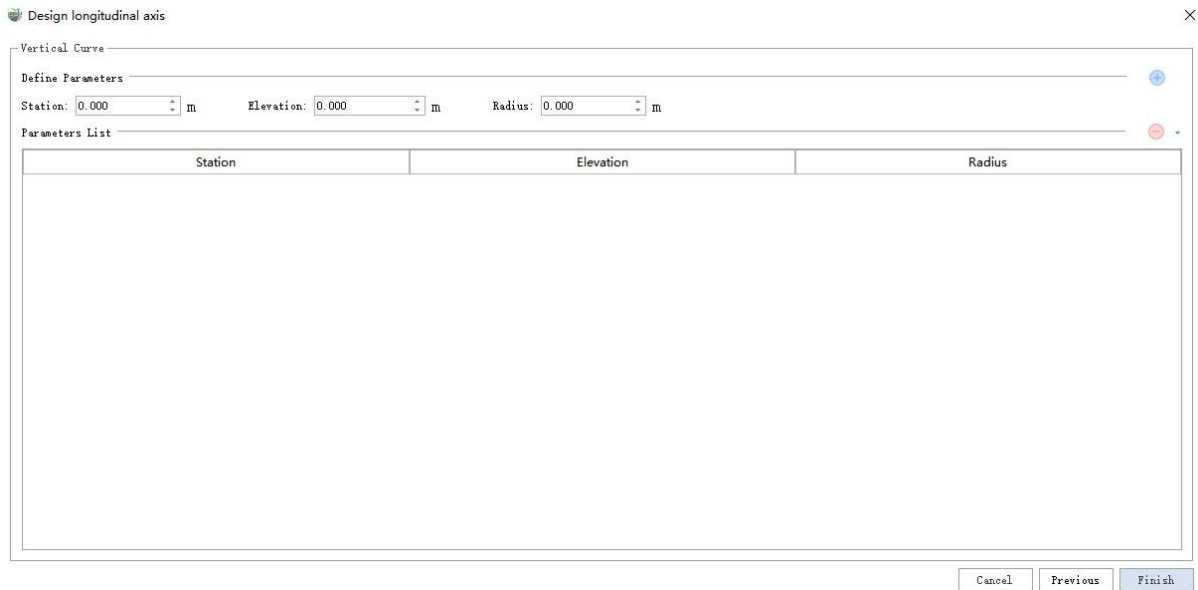 Design longitudinal axis
Vertical Curve
Define Parameters
Station: 0.000 m Elevation: 0.000 m Radius: 0.000 m
Parameters List
Station Elevation Radius
Cancel Previous Finish